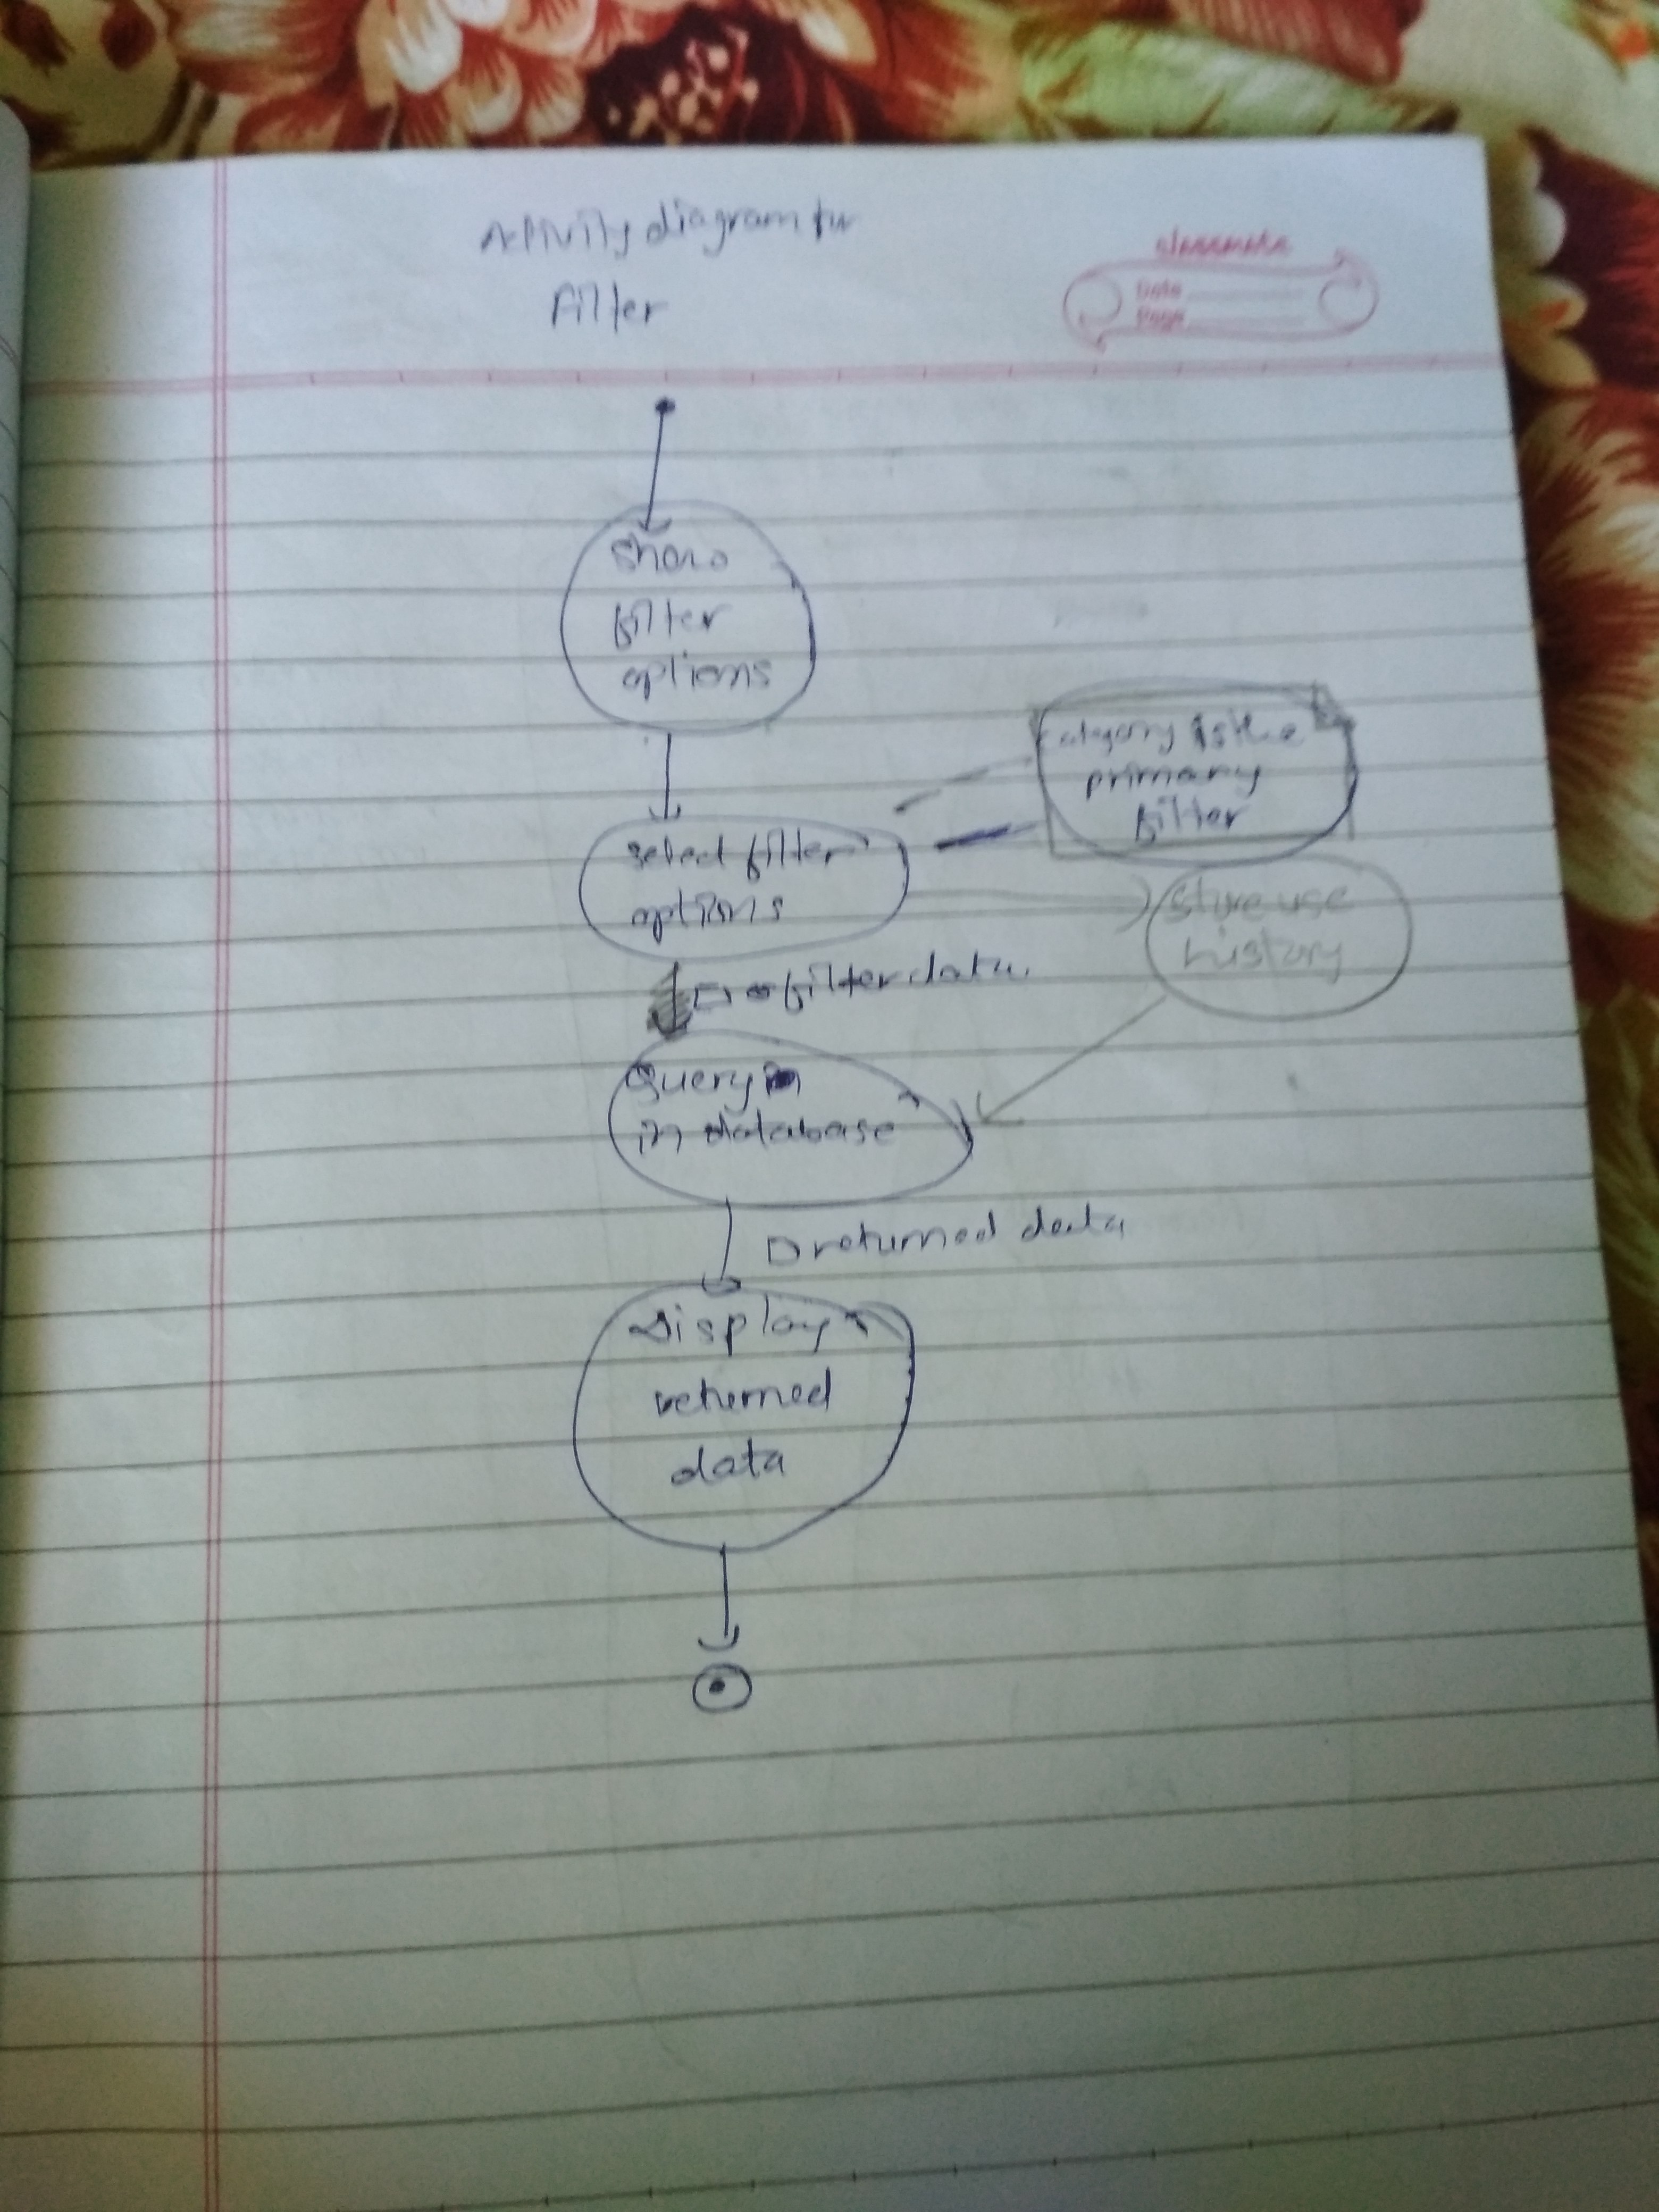 Activity diagram for
Filter
classmate
Date
Page
Show
filter
options
Category is the
primary
filter
select filter
options
Store use
history
filter data
Query
in database
returned data
Display
returned
data